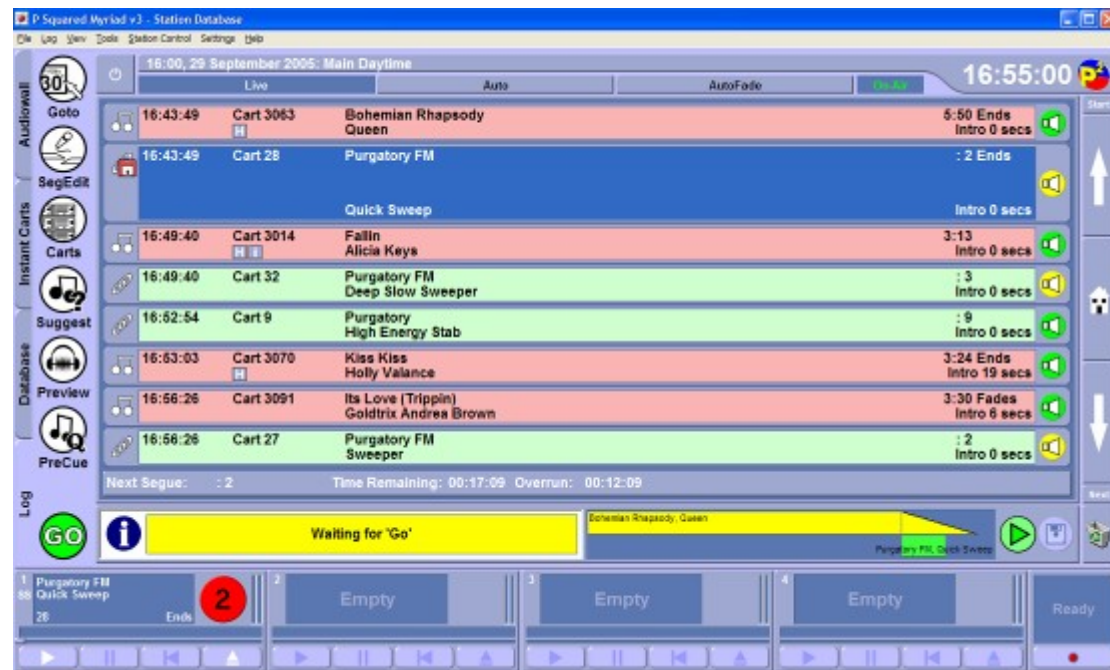 P Squared Myriad v3 - Station Database
File Log View Tools Station Control Settings Help
16:00, 29 September 2005: Main Daytime
Live Auto AutoFade On-Air
16:55:00
Audiowall
Instant Carts
Database
Log
30
Goto
SegEdit
Carts
Suggest
Preview
PreCue
GO
16:43:49 Cart 3063 Bohemian Rhapsody 5:50 Ends
H Queen Intro 0 secs
16:43:49 Cart 28 Purgatory FM : 2 Ends
Quick Sweep Intro 0 secs
16:49:40 Cart 3014 Fallin 3:13
H I Alicia Keys Intro 0 secs
16:49:40 Cart 32 Purgatory FM : 3
Deep Slow Sweeper Intro 0 secs
16:52:54 Cart 9 Purgatory : 9
High Energy Stab Intro 0 secs
16:53:03 Cart 3070 Kiss Kiss 3:24 Ends
H Holly Valance Intro 19 secs
16:56:26 Cart 3091 Its Love (Trippin) 3:30 Fades
Goldtrix Andrea Brown Intro 6 secs
16:56:26 Cart 27 Purgatory FM : 2
Sweeper Intro 0 secs
Start
Next
Next Segue: : 2 Time Remaining: 00:17:09 Overrun: 00:12:09
Waiting for 'Go'
Bohemian Rhapsody, Queen
Purgatory FM, Quick Sweep
1 Purgatory FM
SS Quick Sweep
28 Ends
2
2 Empty
3 Empty
4 Empty
Ready